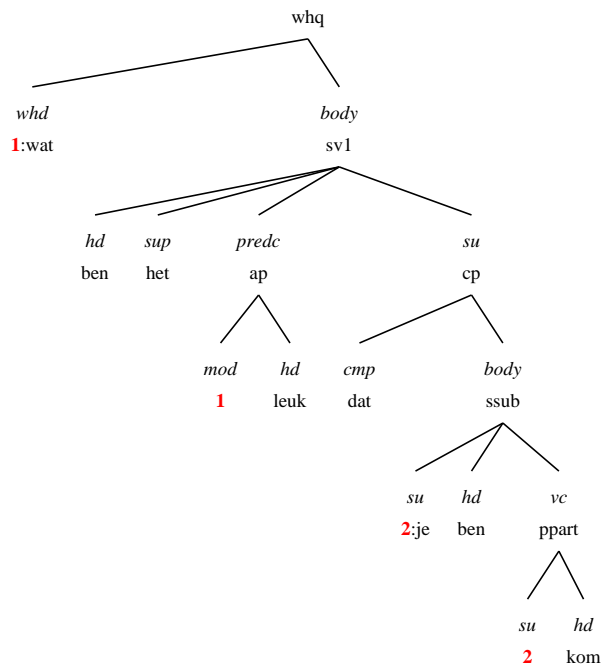 whq
whd body
1:wat sv1
hd sup predc su
ben het ap cp
mod hd cmp body
1 leuk dat ssub
su hd vc
2:je ben ppart
su hd
2 kom